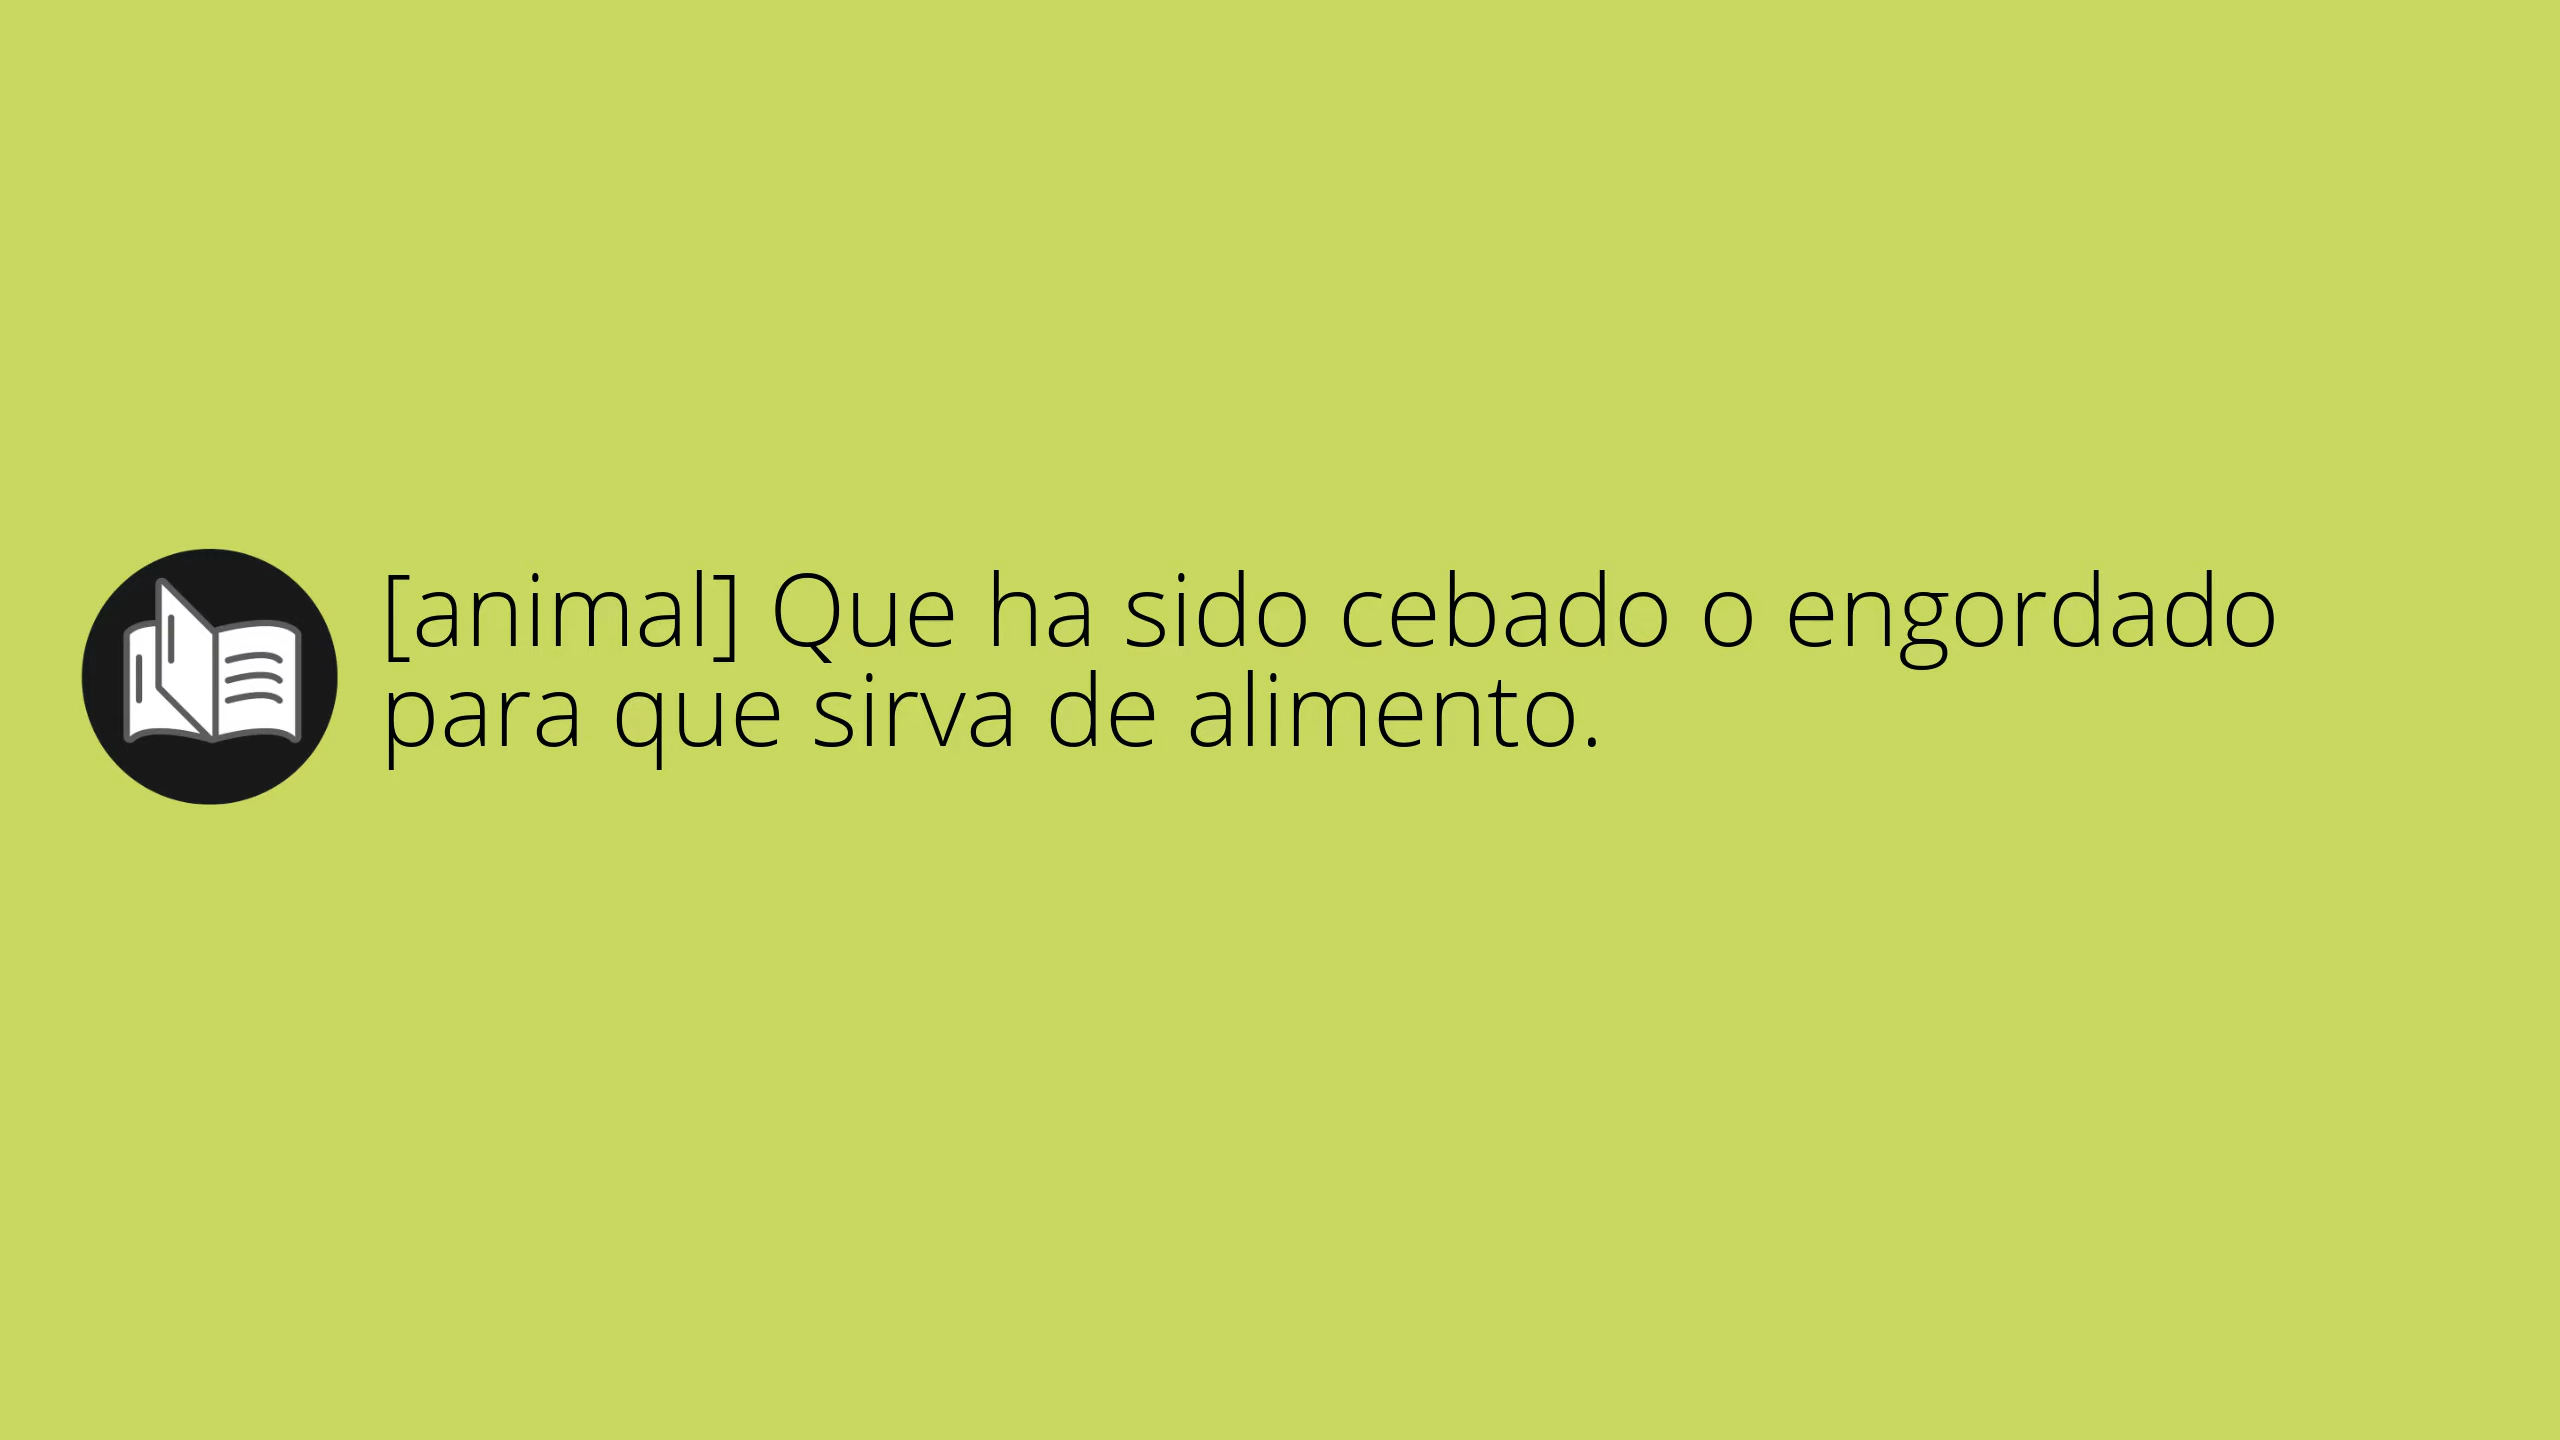 [animal] Que ha sido cebado o engordado
para que sirva de alimento.